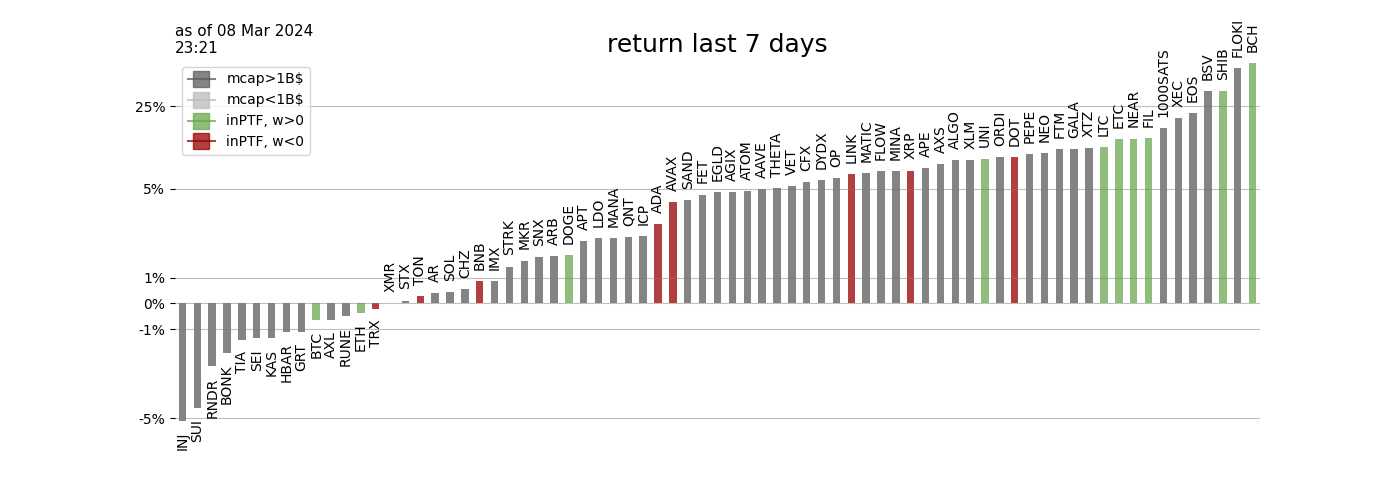 as of 08 Mar 2024
23:21
return last 7 days
mcap>1B$
mcap<1B$
inPTF, w>0
inPTF, w<0
25%
5%
1%
0%
-1%
-5%
INJ
SUI
RNDR
BONK
TIA
SEI
KAS
HBAR
GRT
BTC
AXL
RUNE
ETH
TRX
XMR
STX
TON
AR
SOL
CHZ
BNB
IMX
STRK
MKR
SNX
ARB
DOGE
APT
LDO
MANA
QNT
ICP
ADA
AVAX
SAND
FET
EGLD
AGIX
ATOM
AAVE
THETA
VET
CFX
DYDX
OP
LINK
MATIC
FLOW
MINA
XRP
APE
AXS
ALGO
XLM
UNI
ORDI
DOT
PEPE
NEO
FTM
GALA
XTZ
LTC
ETC
NEAR
FIL
1000SATS
XEC
EOS
BSV
SHIB
FLOKI
BCH